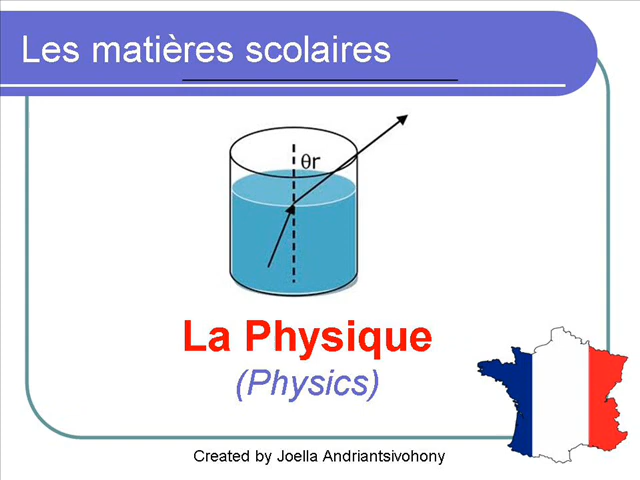 Les matières scolaires
θr
La Physique
(Physics)
Created by Joella Andriantsivohony